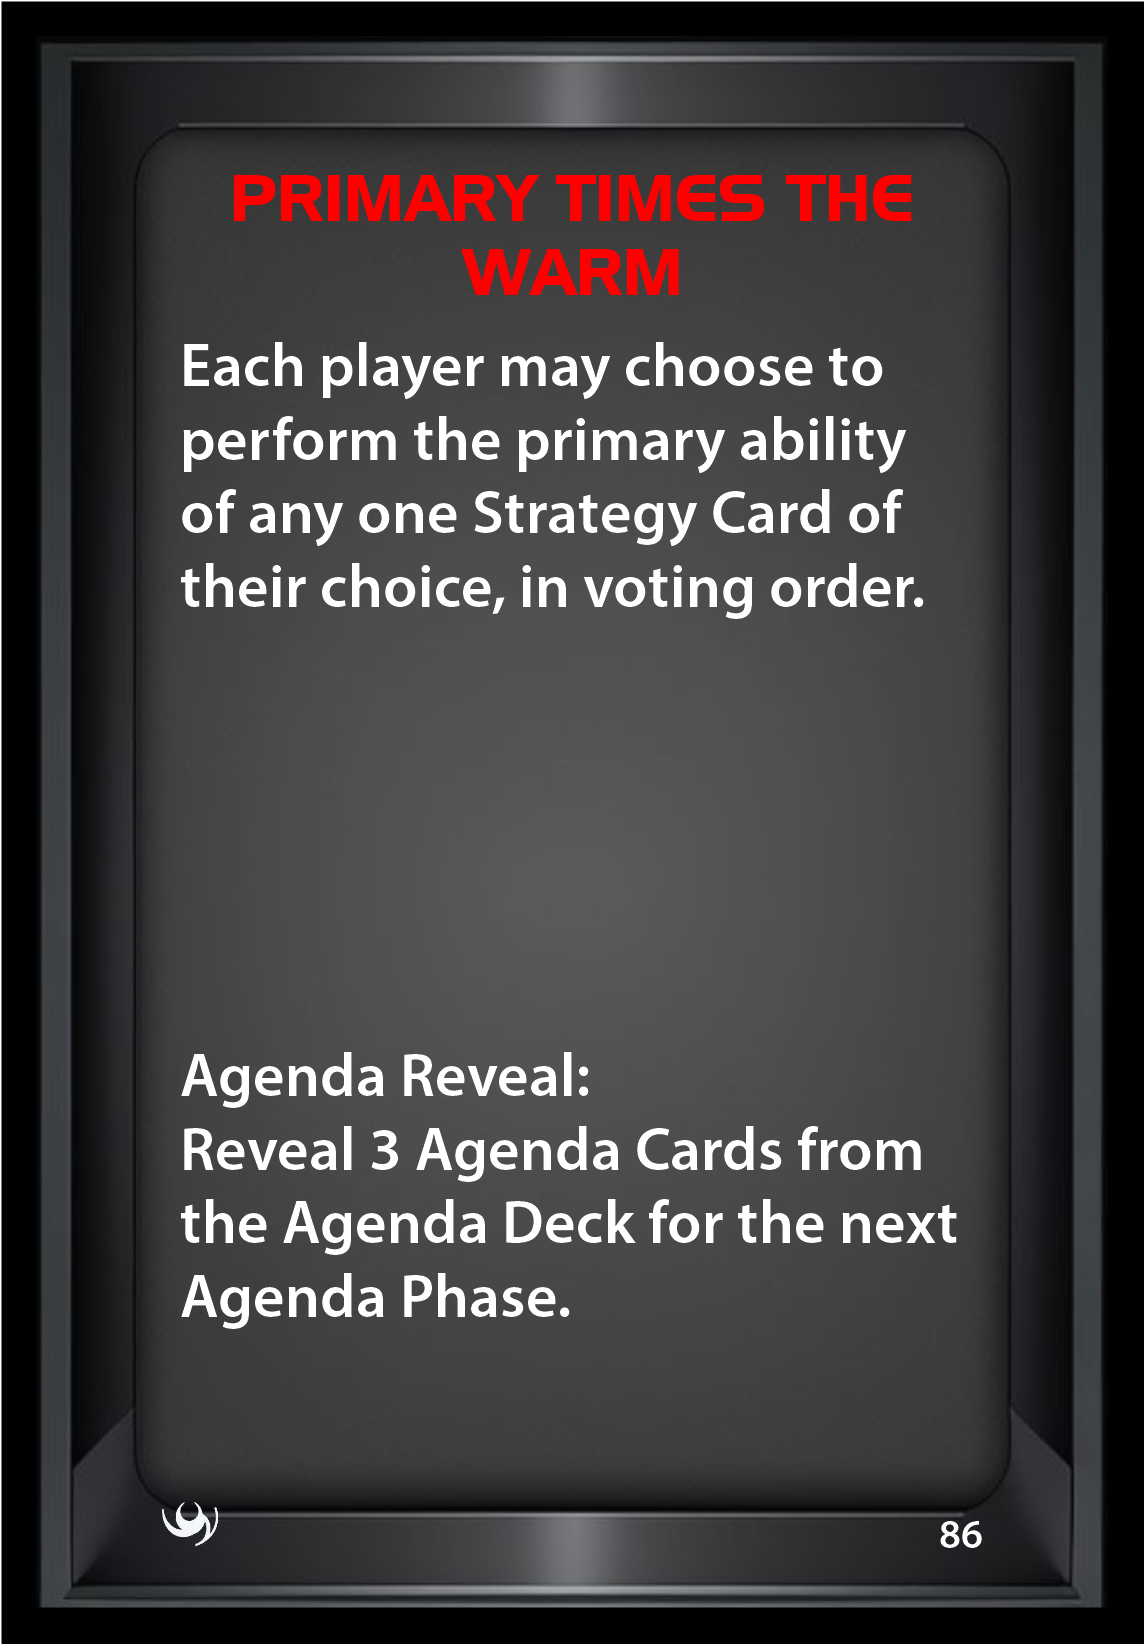 PRIMARY TIMES THE
WARM
Each player may choose to
perform the primary ability
of any one Strategy Card of
their choice, in voting order.
Agenda Reveal:
Reveal 3 Agenda Cards from
the Agenda Deck for the next
Agenda Phase.
86